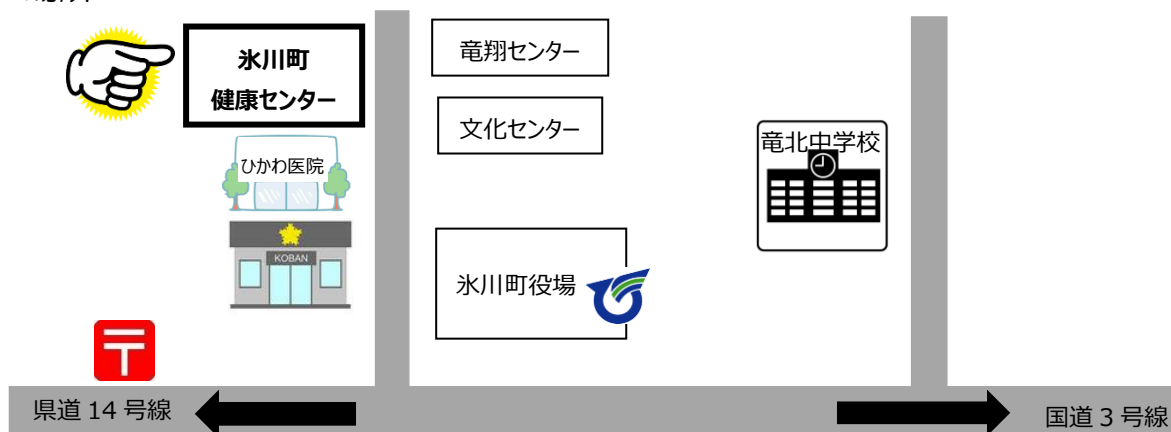 氷川町
健康センター
竜翔センター
文化センター
竜北中学校
ひかわ医院
KOBAN
氷川町役場
県道 14 号線
国道 3 号線